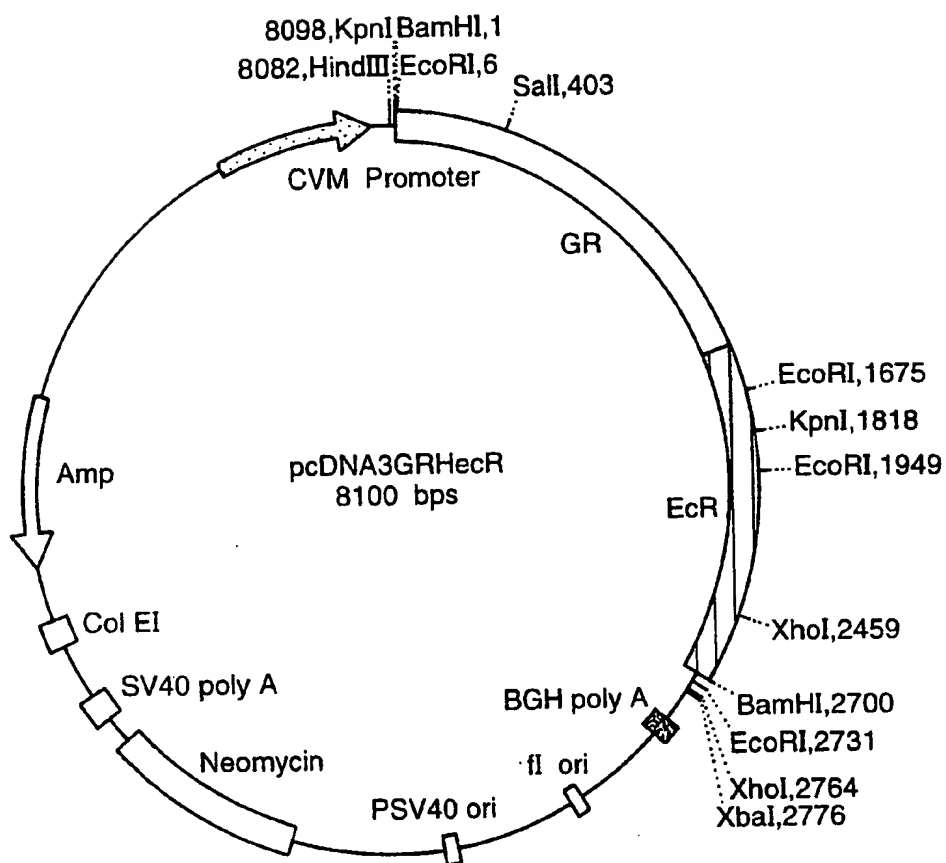 8098,KpnI BamHI,1
8082,HindIII EcoRI,6
SalI,403
CVM Promoter
GR
EcoRI,1675
KpnI,1818
EcoRI,1949
pcDNA3GRHecR
8100 bps
Amp
EcR
Col EI
XhoI,2459
SV40 poly A
BGH poly A
BamHI,2700
EcoRI,2731
Neomycin
fI ori
XhoI,2764
PSV40 ori
XbaI,2776